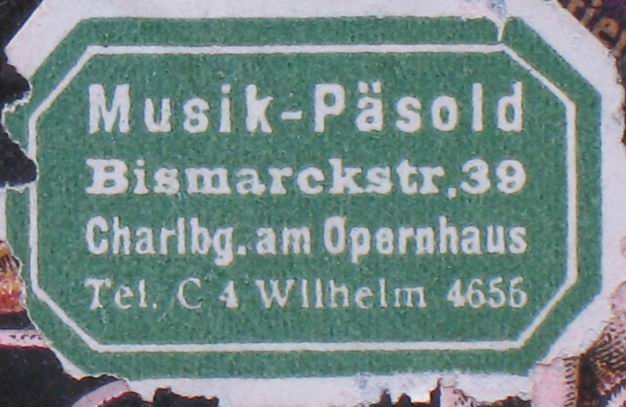 Musik-Päsold
Bismarckstr. 39
Charlbg. am Opernhaus
Tel. C 4 Wilhelm 4656